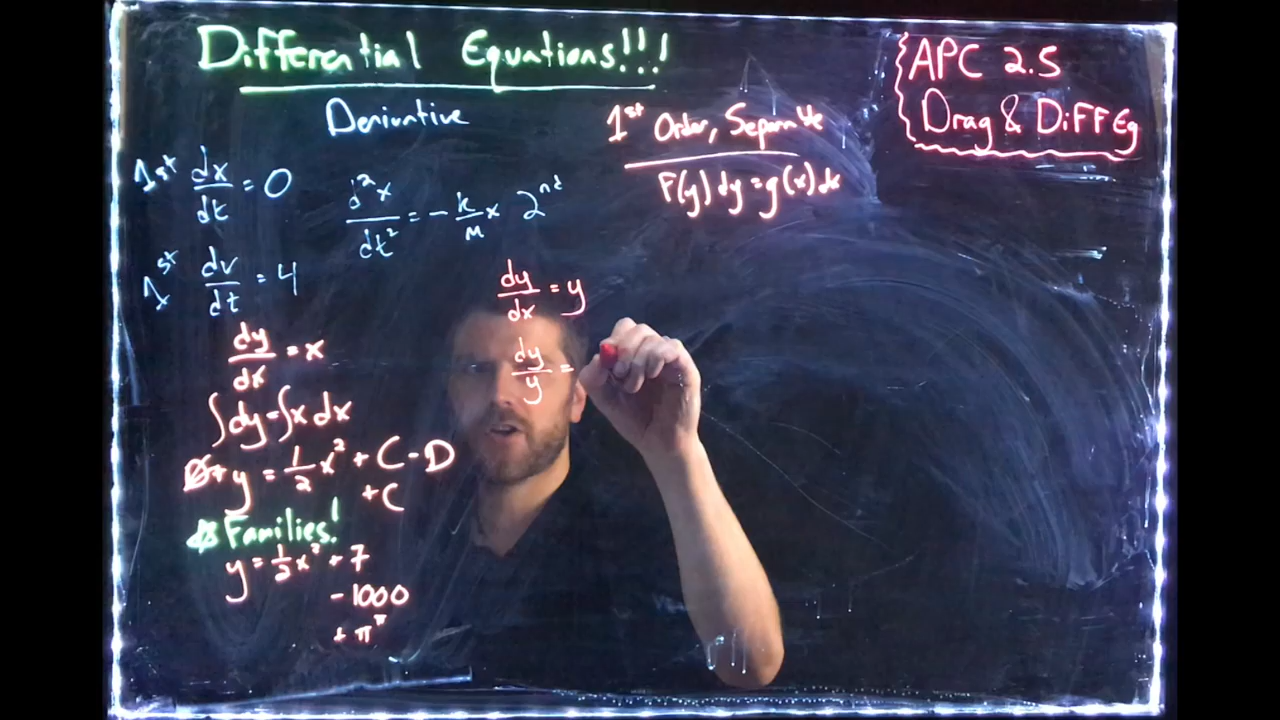 Differential Equations!!!
Derivative
1st dx/dt = 0
d²x/dt² = - k/m x 2nd
1st dv/dt = 4
dy/dx = x
∫dy = ∫x dx
y = 1/2 x² + C - D
+ C
Families!
y = 1/2 x² + 7
- 1000
+ π^π
1st Order, Separable
F(y) dy = g(x) dx
dy/dx = y
dy/y =
APC 2.5
Drag & DiFF Eq